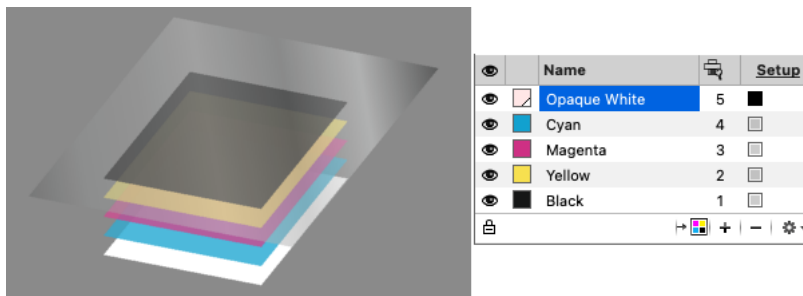 Name Setup
Opaque White 5
Cyan 4
Magenta 3
Yellow 2
Black 1